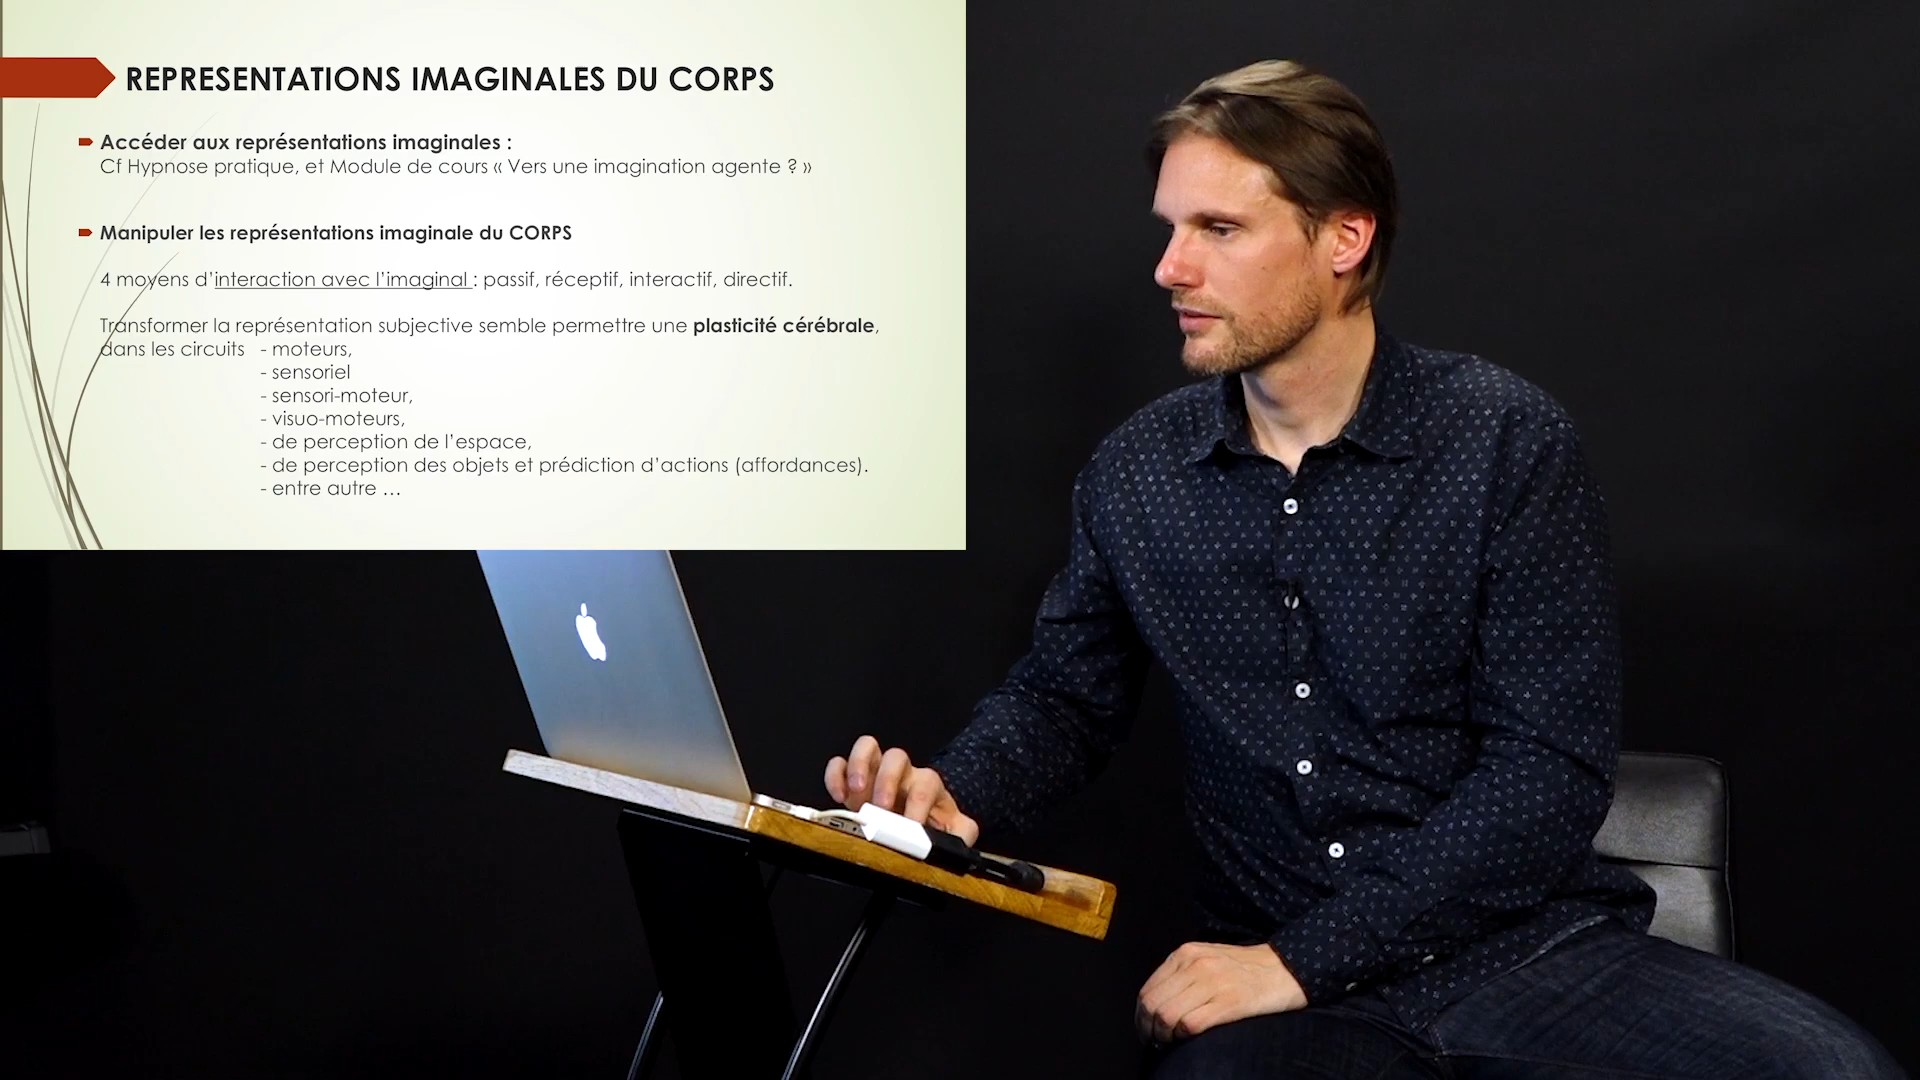 REPRESENTATIONS IMAGINALES DU CORPS
Accéder aux représentations imaginales :
Cf Hypnose pratique, et Module de cours « Vers une imagination agente ? »
Manipuler les représentations imaginale du CORPS
4 moyens d’interaction avec l’imaginal : passif, réceptif, interactif, directif.
Transformer la représentation subjective semble permettre une plasticité cérébrale,
dans les circuits - moteurs,
- sensoriel
- sensori-moteur,
- visuo-moteurs,
- de perception de l’espace,
- de perception des objets et prédiction d’actions (affordances).
- entre autre …